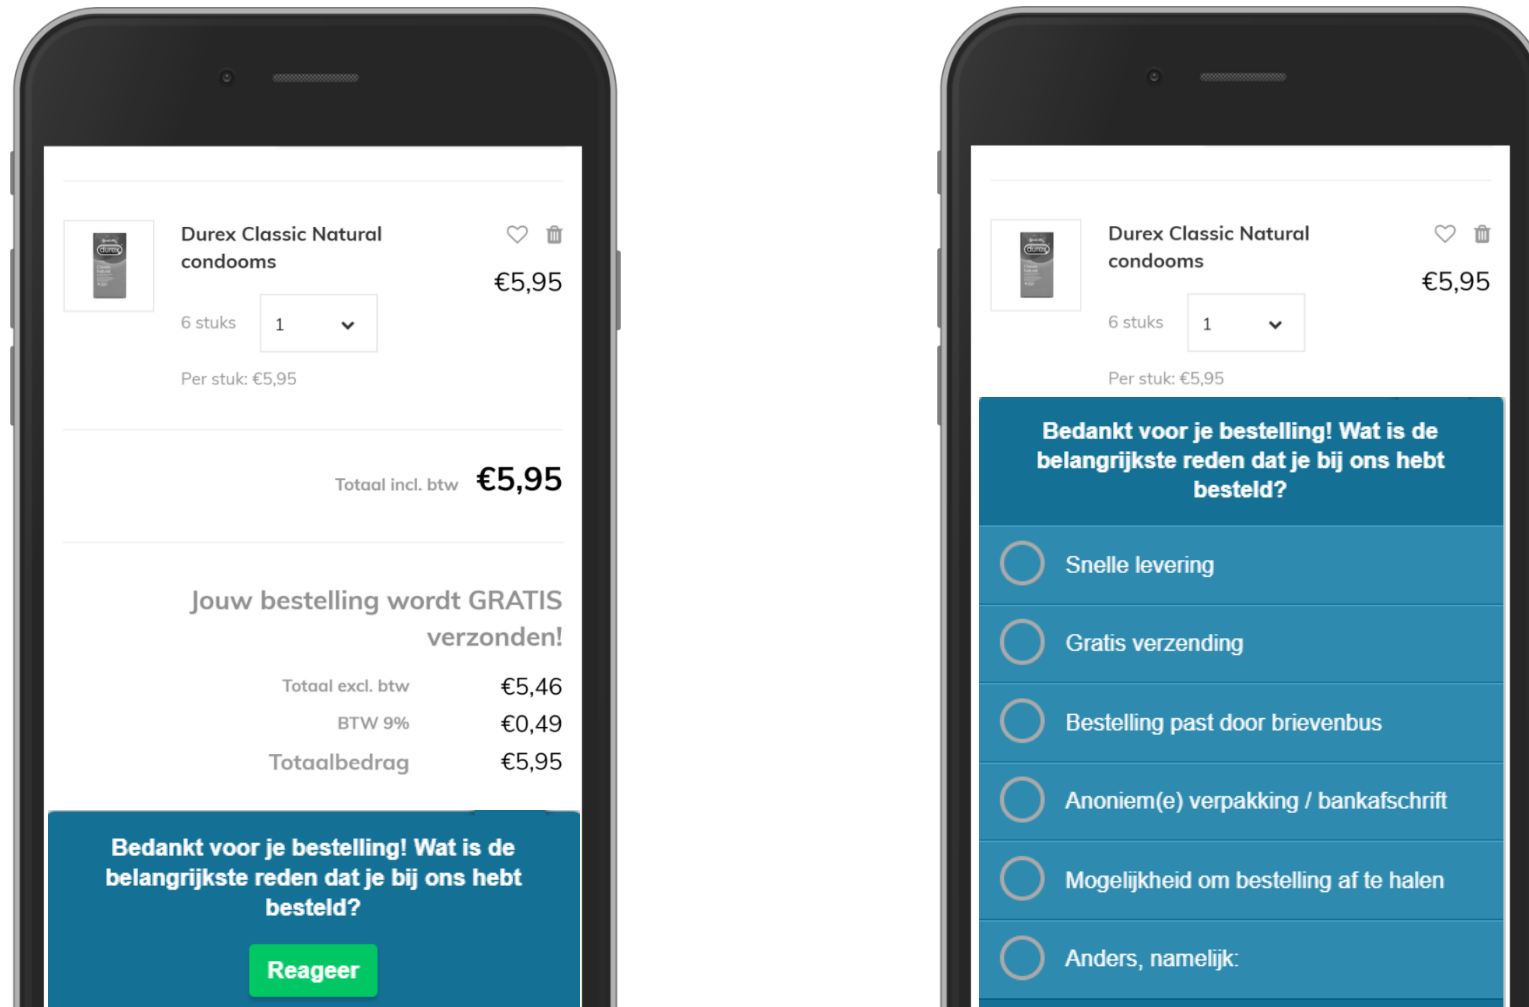 Durex Classic Natural
condooms
€5,95
6 stuks 1
Per stuk: €5,95
Totaal incl. btw €5,95
Jouw bestelling wordt GRATIS
verzonden!
Totaal excl. btw €5,46
BTW 9% €0,49
Totaalbedrag €5,95
Bedankt voor je bestelling! Wat is de
belangrijkste reden dat je bij ons hebt
besteld?
Reageer
Durex Classic Natural
condooms
€5,95
6 stuks 1
Per stuk: €5,95
Bedankt voor je bestelling! Wat is de
belangrijkste reden dat je bij ons hebt
besteld?
Snelle levering
Gratis verzending
Bestelling past door brievenbus
Anoniem(e) verpakking / bankafschrift
Mogelijkheid om bestelling af te halen
Anders, namelijk: